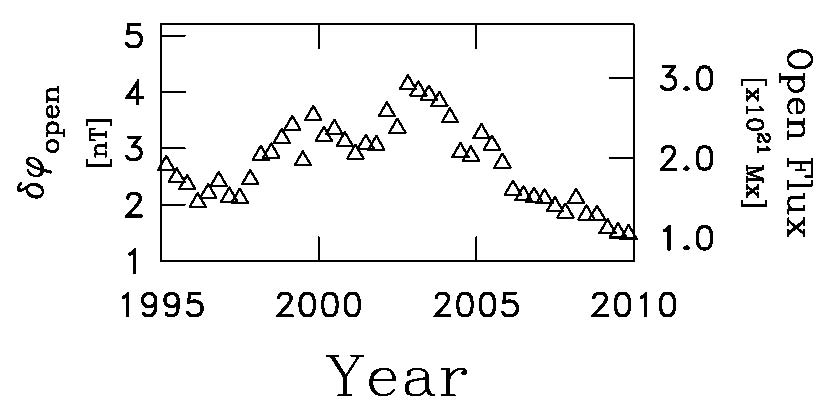 5
4
3
2
1
δφopen
[nT]
3.0
2.0
1.0
Open Flux
[x10²¹ Mx]
1995 2000 2005 2010
Year